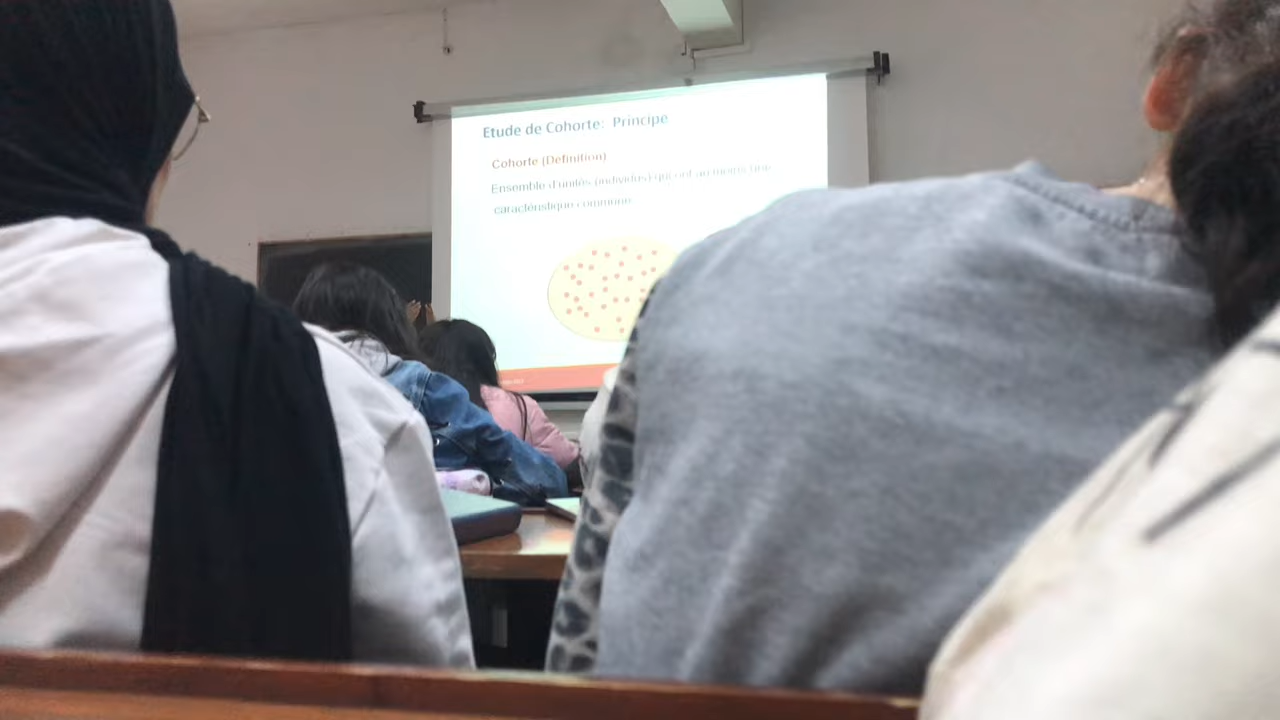 Etude de Cohorte: Principe
Cohorte (Definition)
Ensemble d'unités (individus) qui ont au moins une
caractéristique commune